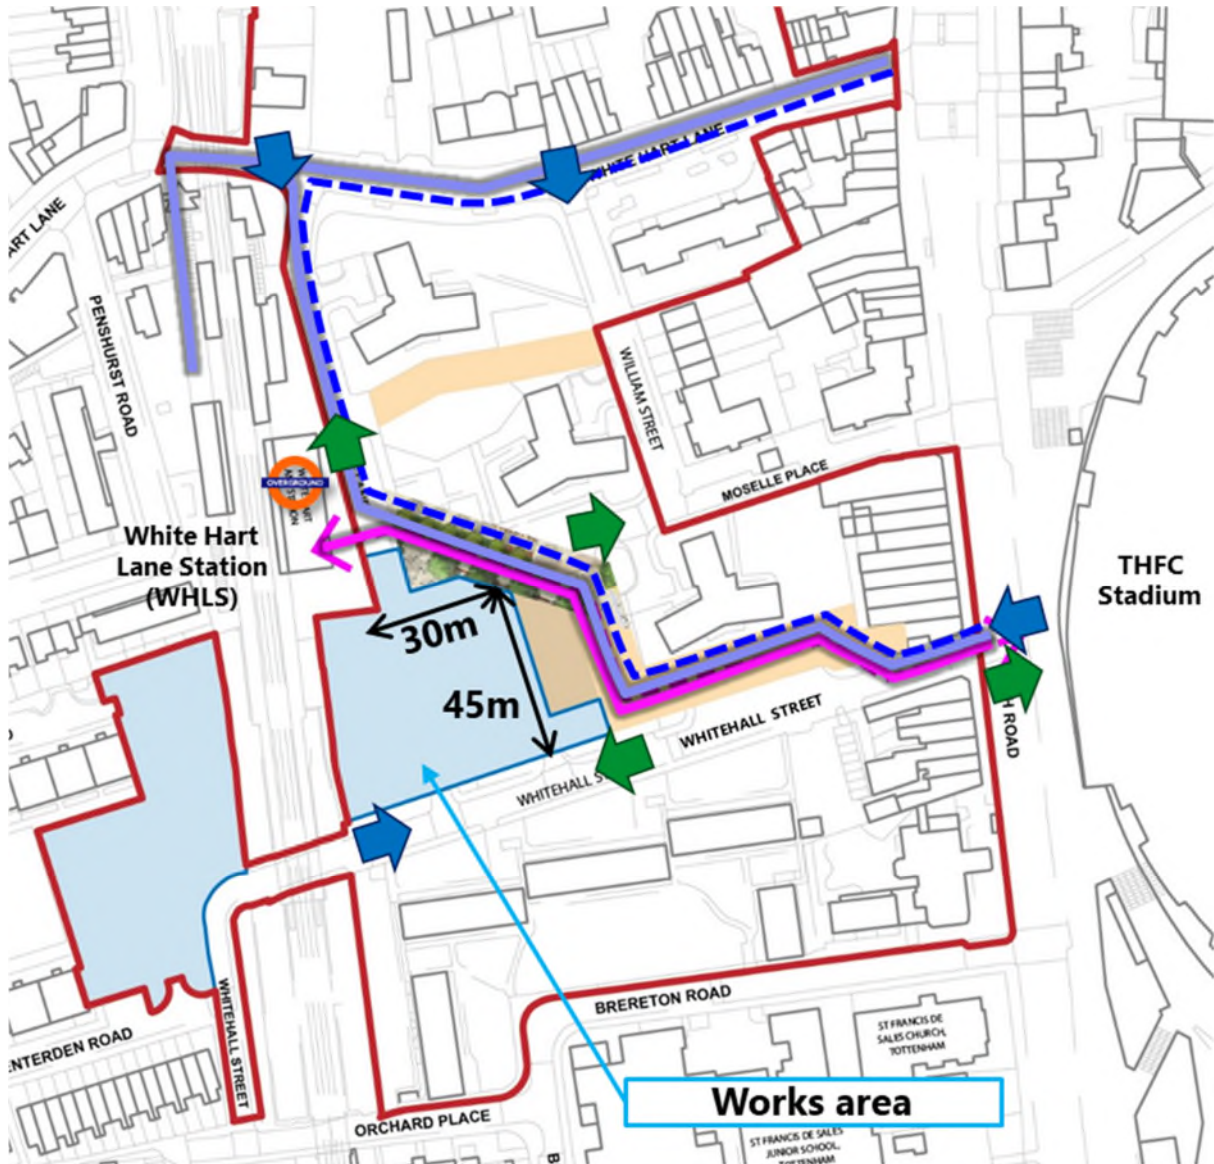 WHITE HART LANE
ART LANE
PENSHURST ROAD
WILLIAM STREET
MOSELLE PLACE
OVERGROUND
White Hart
Lane Station
(WHLS)
THFC
Stadium
30m
45m
WHITEHALL STREET
WHITEHALL S
H ROAD
WHITEHALL STREET
ENTERDEN ROAD
BRERETON ROAD
ST FRANCIS DE
SALES CHURCH,
TOTTENHAM
Works area
ORCHARD PLACE
ST FRANCIS DE SALES
JUNIOR SCHOOL,
TOTTENHAM
B